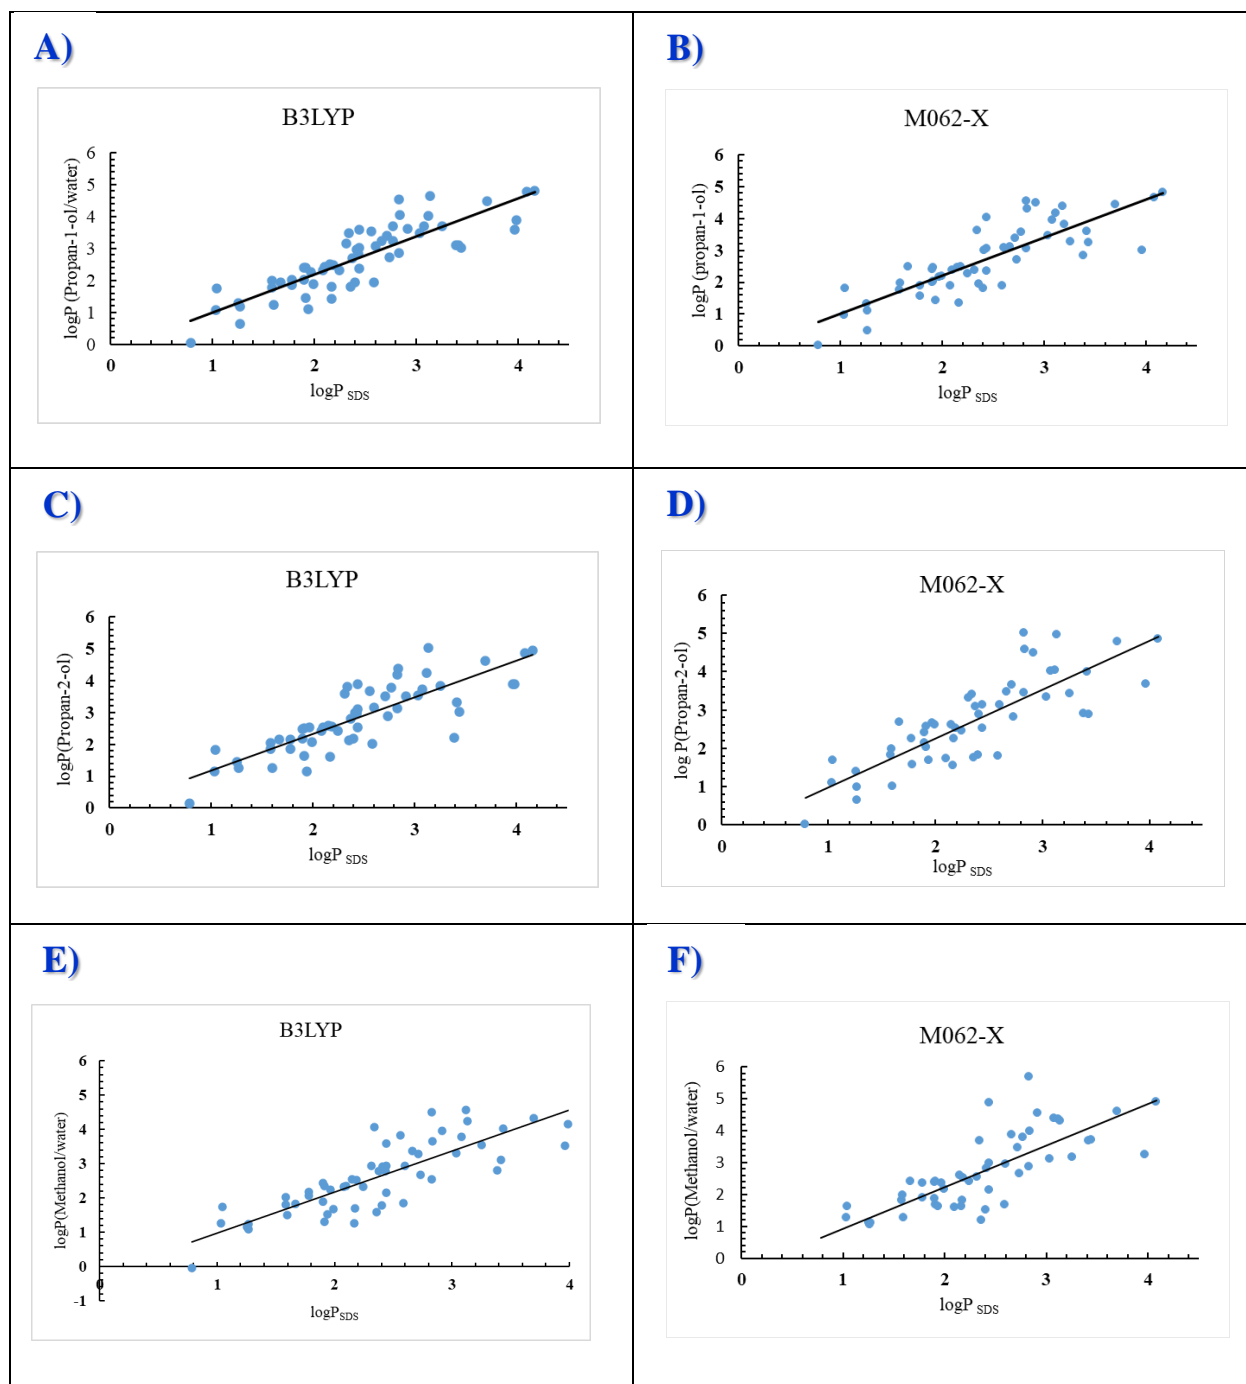 A)
B3LYP
logP (Propan-1-ol/water)
6
5
4
3
2
1
0
0 1 2 3 4
logP SDS
B)
M062-X
logP (propan-1-ol)
6
5
4
3
2
1
0
0 1 2 3 4
logP SDS
C)
B3LYP
logP(Propan-2-ol)
6
5
4
3
2
1
0
0 1 2 3 4
logP SDS
D)
M062-X
log P(Propan-2-ol)
6
5
4
3
2
1
0
0 1 2 3 4
logP SDS
E)
B3LYP
logP(Methanol/water)
6
5
4
3
2
1
0
-1
0 1 2 3 4
logPSDS
F)
M062-X
logP(Methanol/water)
6
5
4
3
2
1
0
0 1 2 3 4
logP SDS